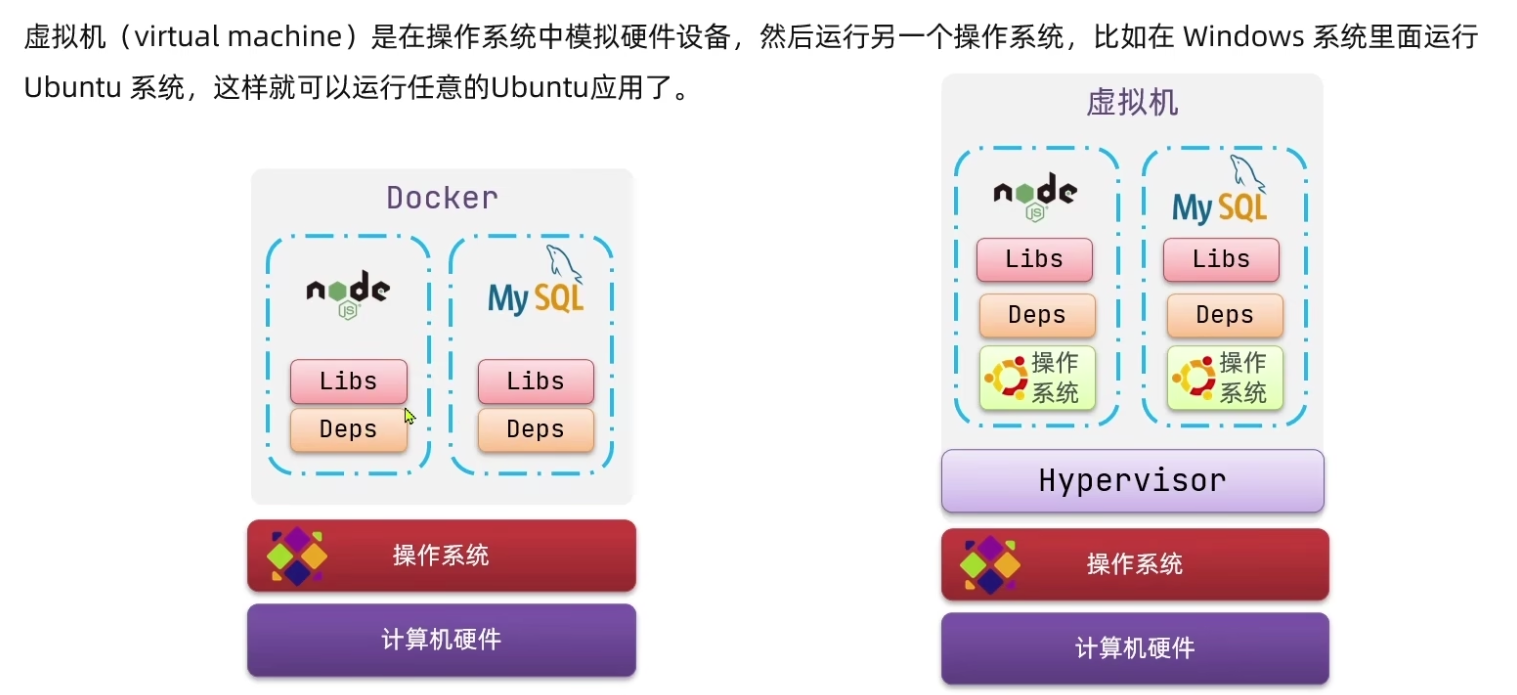 虚拟机（virtual machine）是在操作系统中模拟硬件设备，然后运行另一个操作系统，比如在 Windows 系统里面运行
Ubuntu 系统，这样就可以运行任意的Ubuntu应用了。
Docker
node
JS
MySQL
Libs
Libs
Deps
Deps
操作系统
计算机硬件
虚拟机
node
JS
MySQL
Libs
Libs
Deps
Deps
操作
系统
操作
系统
Hypervisor
操作系统
计算机硬件